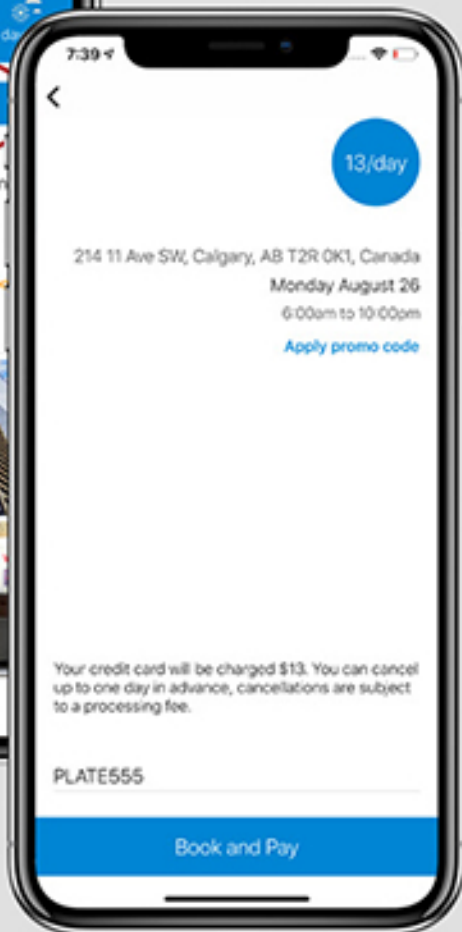 7:39
13/day
214 11 Ave SW, Calgary, AB T2R 0K1, Canada
Monday August 26
6:00am to 10:00pm
Apply promo code
Your credit card will be charged $13. You can cancel
up to one day in advance, cancellations are subject
to a processing fee.
PLATE555
Book and Pay